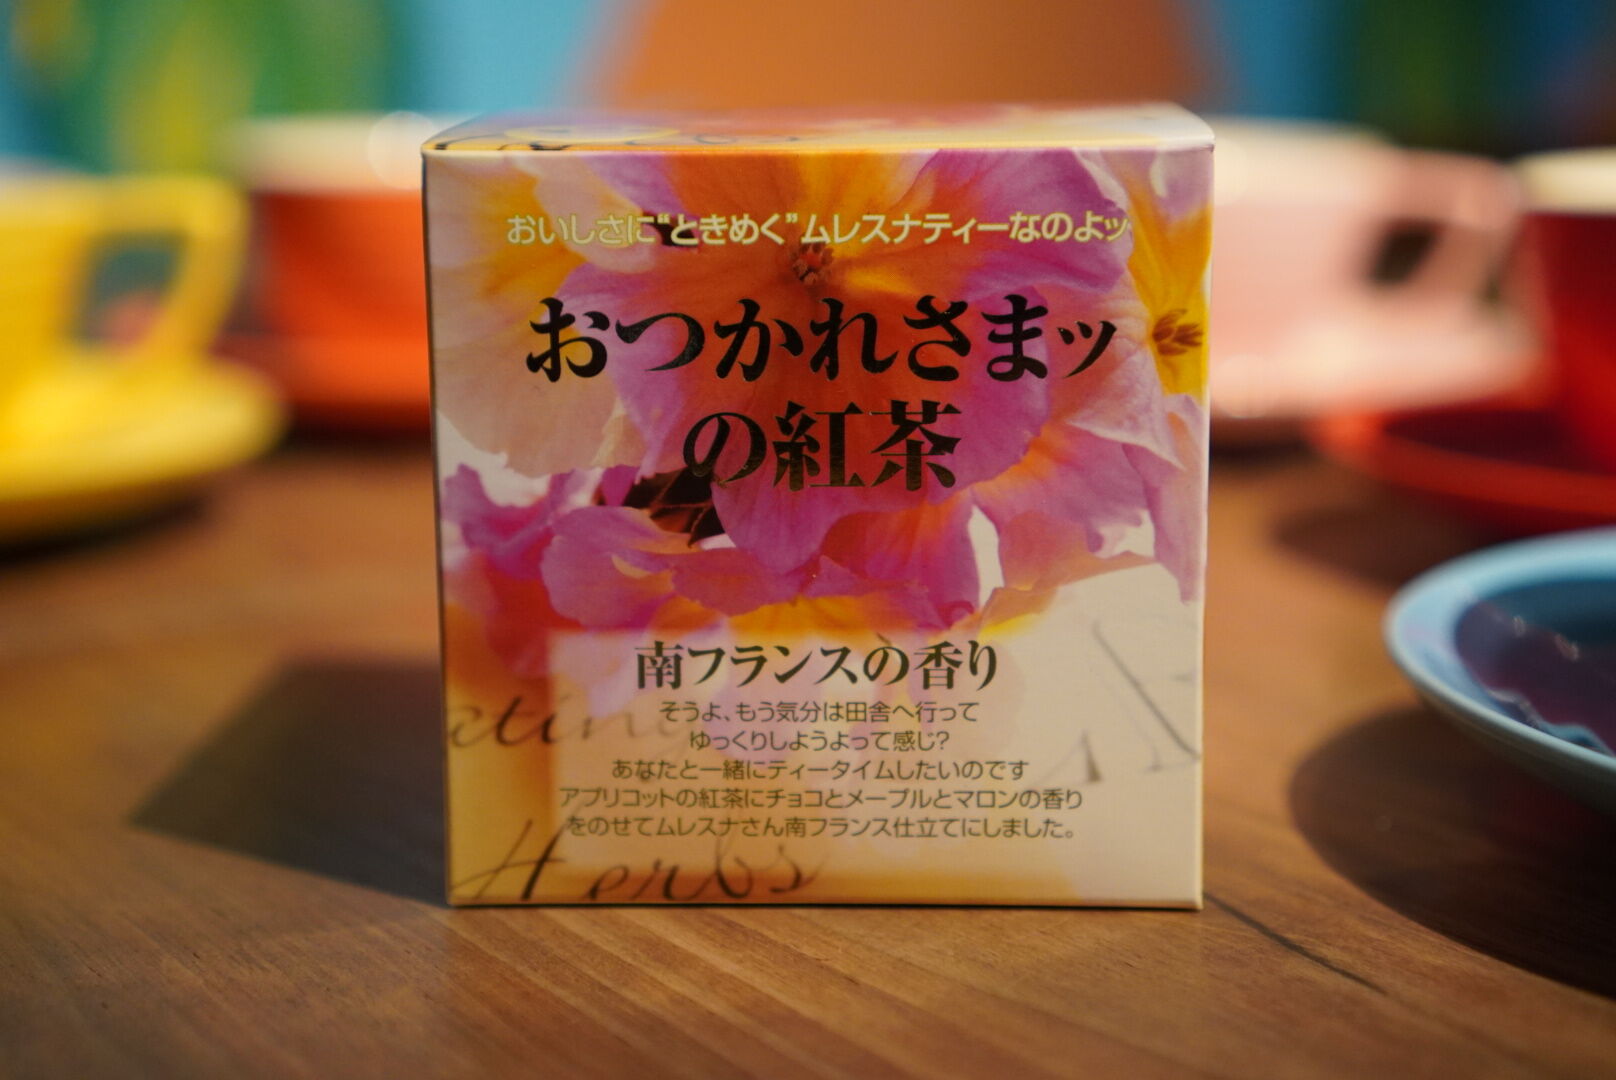 おいしさに“ときめく”ムレスナティーなのよッ
おつかれさまッ
の紅茶
南フランスの香り
そうよ、もう気分は田舎へ行って
ゆっくりしようよって感じ?
あなたと一緒にティータイムしたいのです
アプリコットの紅茶にチョコとメープルとマロンの香り
をのせてムレスナさん南フランス仕立てにしました。
Herbs